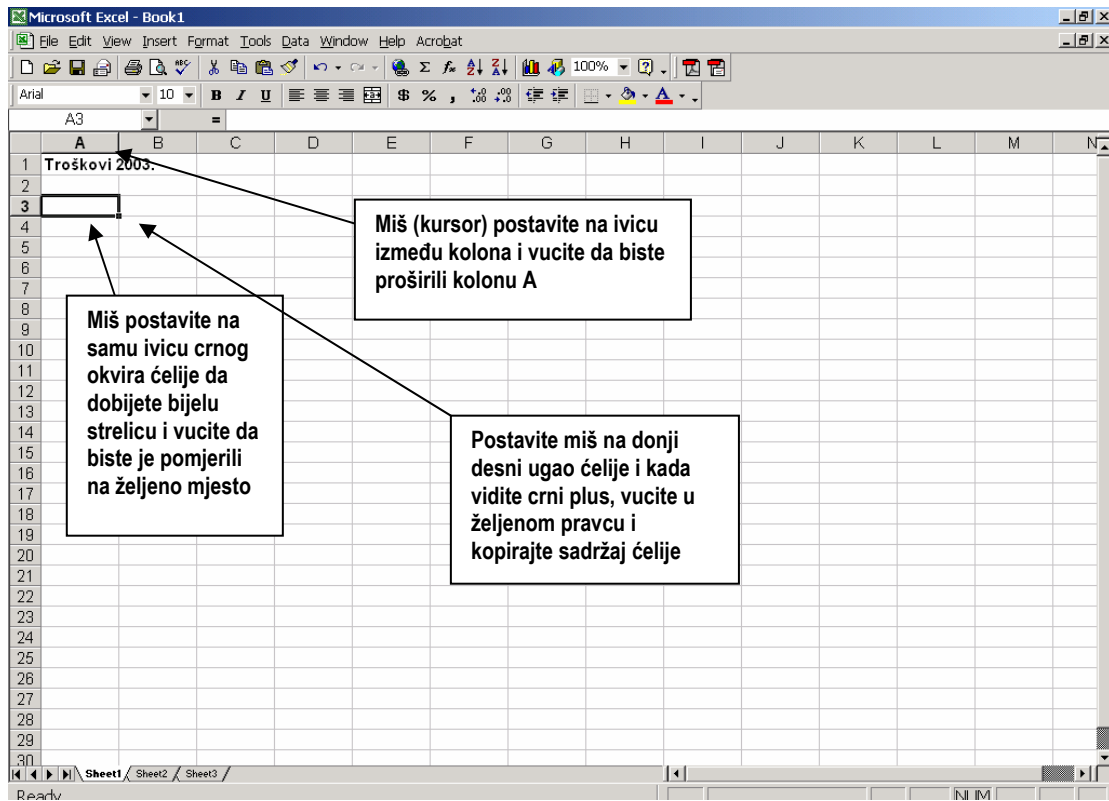 Microsoft Excel - Book1
File Edit View Insert Format Tools Data Window Help Acrobat
100%
Arial 10 B I U $ % ,
A3 =
A B C D E F G H I J K L M N
1 Troškovi 2003.
2
3
4
5
6
7
8
9
10
11
12
13
14
15
16
17
18
19
20
21
22
23
24
25
26
27
28
29
30
Miš (kursor) postavite na ivicu
između kolona i vucite da biste
proširili kolonu A
Miš postavite na
samu ivicu crnog
okvira ćelije da
dobijete bijelu
strelicu i vucite da
biste je pomjerili
na željeno mjesto
Postavite miš na donji
desni ugao ćelije i kada
vidite crni plus, vucite u
željenom pravcu i
kopirajte sadržaj ćelije
Sheet1 Sheet2 Sheet3
Ready NUM